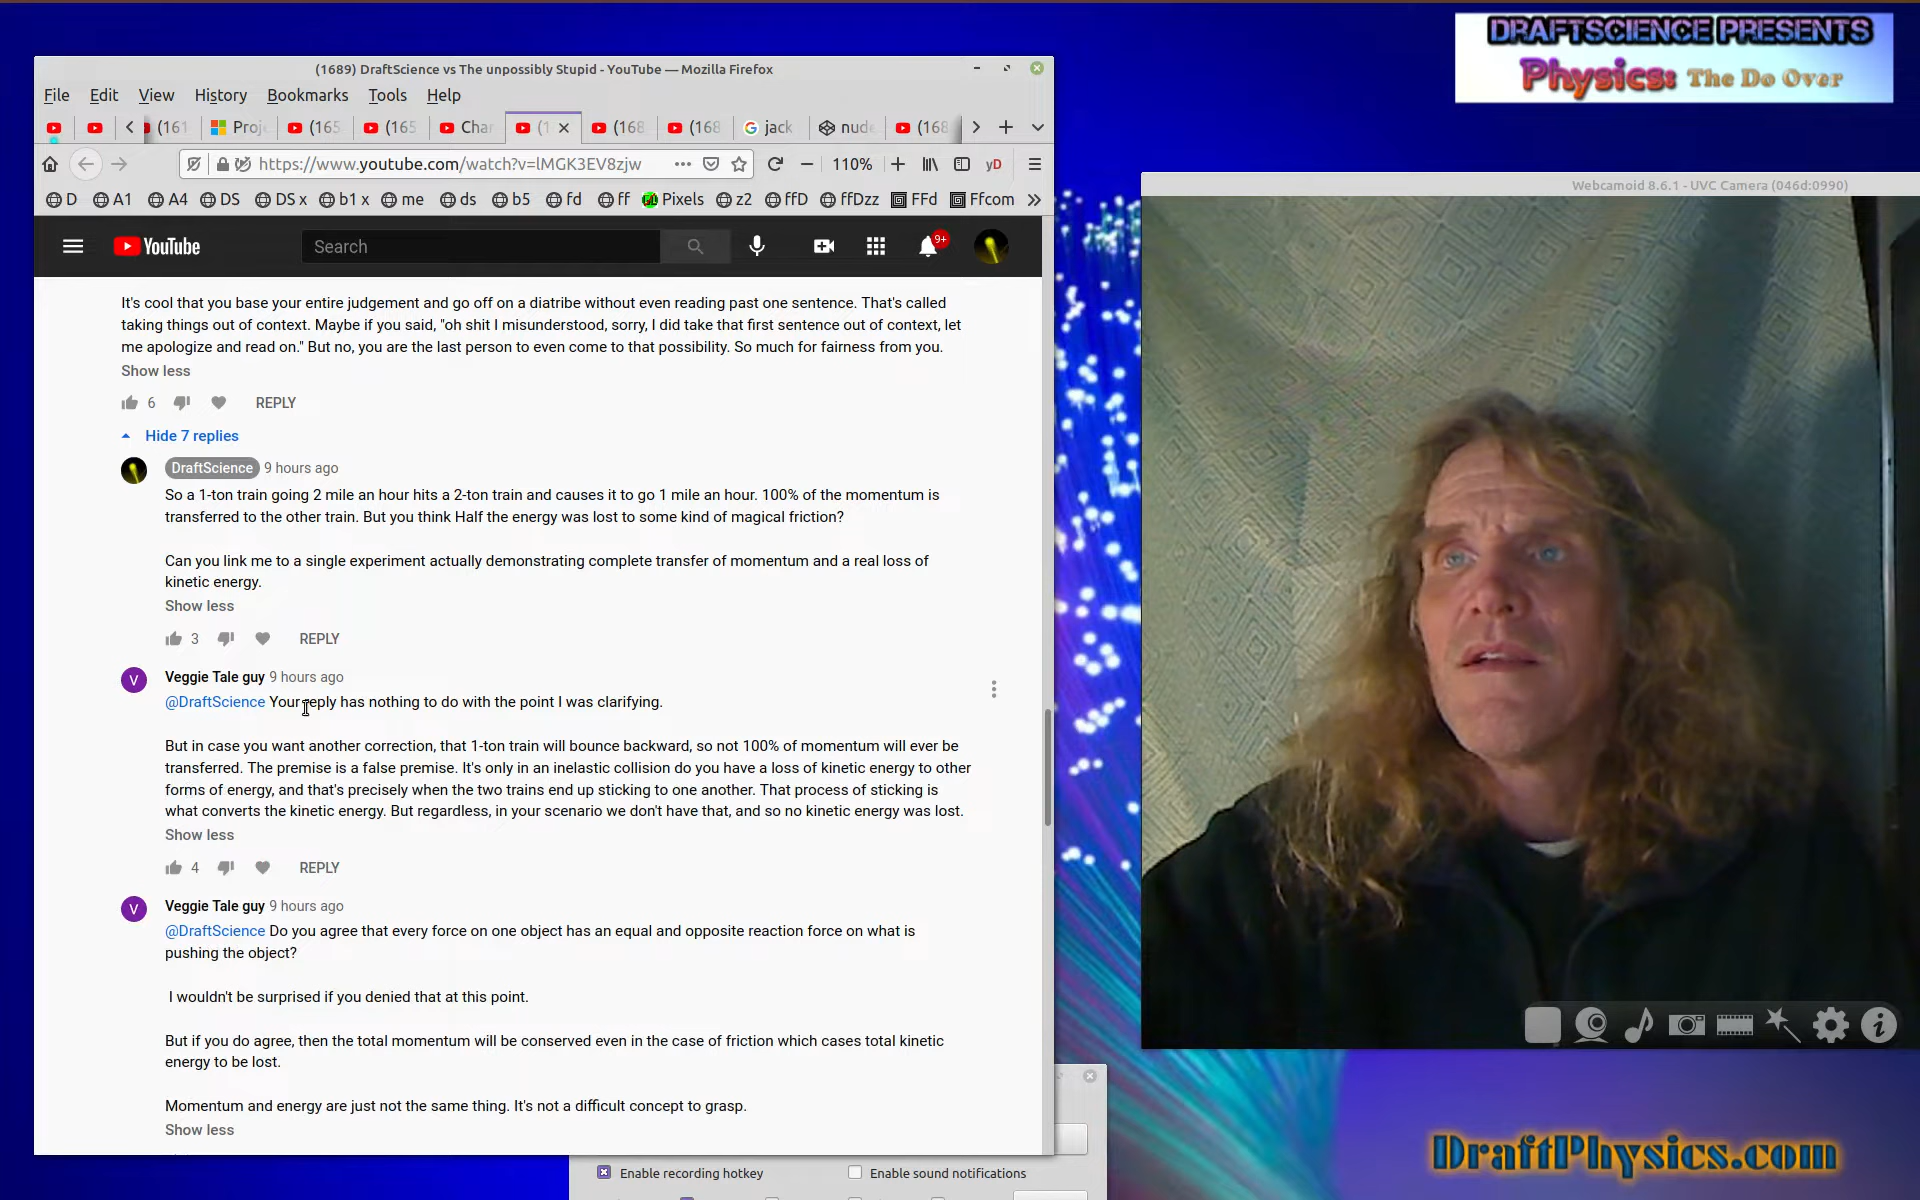 DRAFTSCIENCE PRESENTS
Physics: The Do Over
(1689) DraftScience vs The unpossibly Stupid - YouTube — Mozilla Firefox
File Edit View History Bookmarks Tools Help
(161 Proj (165 (165 Cha (1 (168 (168 jack nud (168
https://www.youtube.com/watch?v=lMGK3EV8zjw 110% yD
D A1 A4 DS DS x b1 x me ds b5 fd ff Pixels z2 ffD ffDzz FFd Ffcom
Webcamoid 8.6.1 - UVC Camera (046d:0990)
YouTube Search 9+
It's cool that you base your entire judgement and go off on a diatribe without even reading past one sentence. That's called
taking things out of context. Maybe if you said, "oh shit I misunderstood, sorry, I did take that first sentence out of context, let
me apologize and read on." But no, you are the last person to even come to that possibility. So much for fairness from you.
Show less
6 REPLY
Hide 7 replies
DraftScience 9 hours ago
So a 1-ton train going 2 mile an hour hits a 2-ton train and causes it to go 1 mile an hour. 100% of the momentum is
transferred to the other train. But you think Half the energy was lost to some kind of magical friction?
Can you link me to a single experiment actually demonstrating complete transfer of momentum and a real loss of
kinetic energy.
Show less
3 REPLY
V
Veggie Tale guy 9 hours ago
@DraftScience Your reply has nothing to do with the point I was clarifying.
But in case you want another correction, that 1-ton train will bounce backward, so not 100% of momentum will ever be
transferred. The premise is a false premise. It's only in an inelastic collision do you have a loss of kinetic energy to other
forms of energy, and that's precisely when the two trains end up sticking to one another. That process of sticking is
what converts the kinetic energy. But regardless, in your scenario we don't have that, and so no kinetic energy was lost.
Show less
4 REPLY
V
Veggie Tale guy 9 hours ago
@DraftScience Do you agree that every force on one object has an equal and opposite reaction force on what is
pushing the object?
I wouldn't be surprised if you denied that at this point.
But if you do agree, then the total momentum will be conserved even in the case of friction which cases total kinetic
energy to be lost.
Momentum and energy are just not the same thing. It's not a difficult concept to grasp.
Show less
Enable recording hotkey Enable sound notifications
DraftPhysics.com